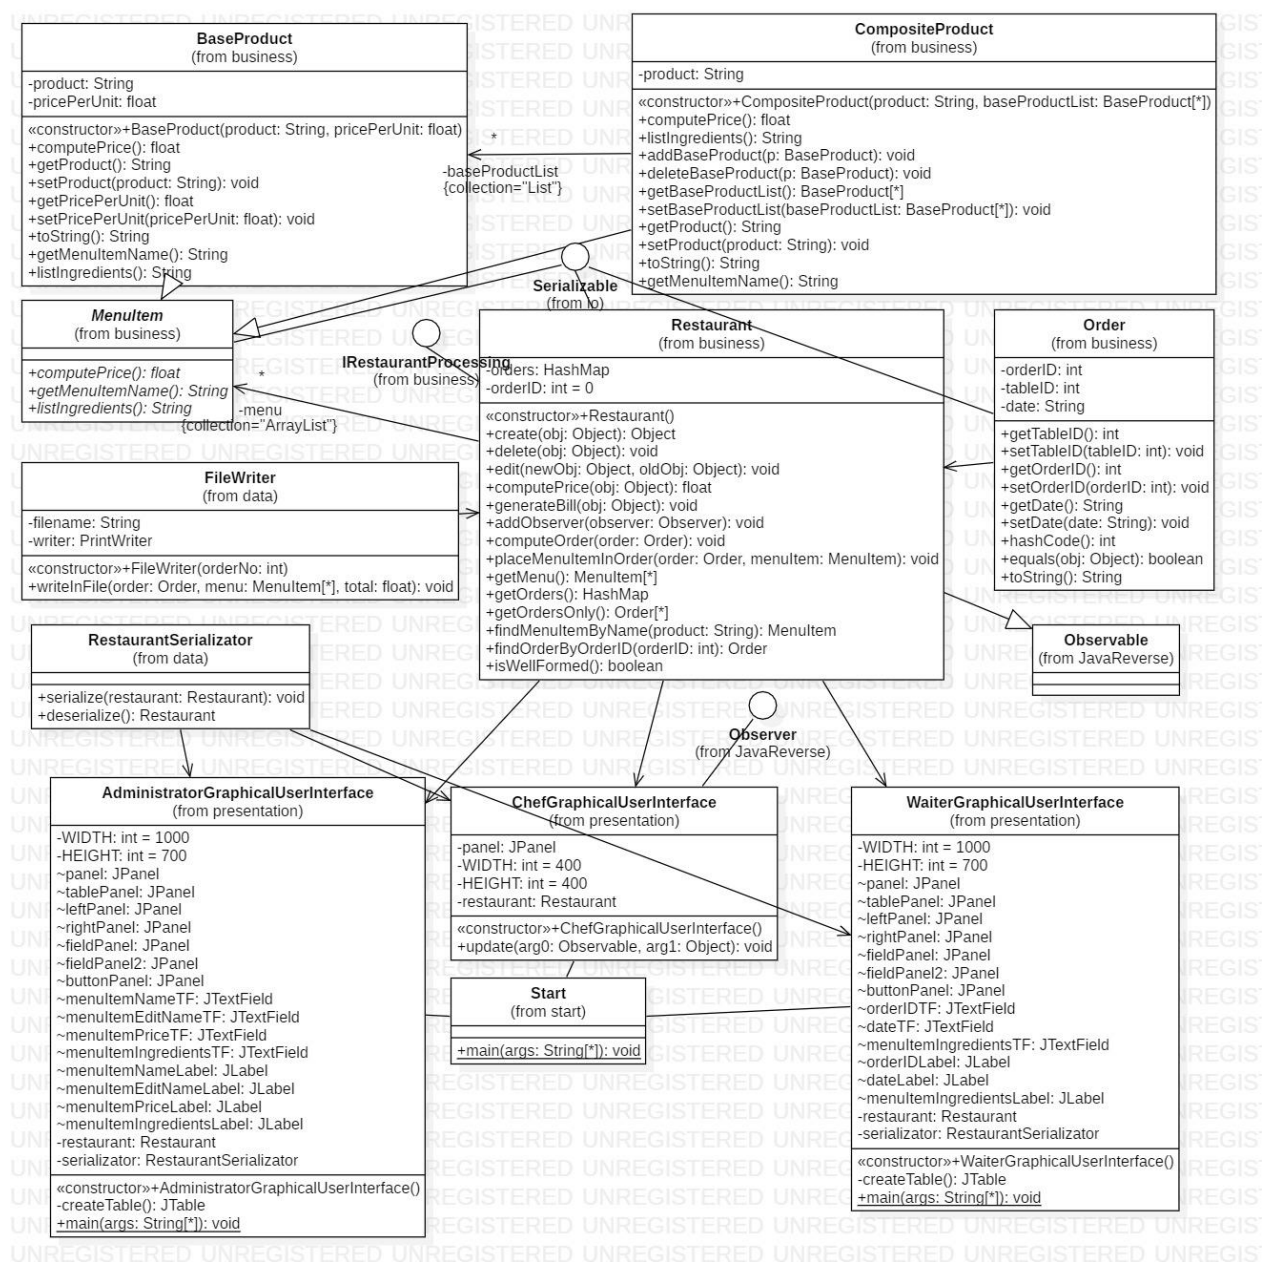 BaseProduct
(from business)
-product: String
-pricePerUnit: float
«constructor»+BaseProduct(product: String, pricePerUnit: float)
+computePrice(): float
+getProduct(): String
+setProduct(product: String): void
+getPricePerUnit(): float
+setPricePerUnit(pricePerUnit: float): void
+toString(): String
+getMenuItemName(): String
+listIngredients(): String
CompositeProduct
(from business)
-product: String
«constructor»+CompositeProduct(product: String, baseProductList: BaseProduct[*])
+computePrice(): float
+listIngredients(): String
+addBaseProduct(p: BaseProduct): void
+deleteBaseProduct(p: BaseProduct): void
+getBaseProductList(): BaseProduct[*]
+setBaseProductList(baseProductList: BaseProduct[*]): void
+getProduct(): String
+setProduct(product: String): void
+toString(): String
+getMenuItemName(): String
*
-baseProductList
{collection="List"}
Serializable
(from io)
MenuItem
(from business)
+computePrice(): float
+getMenuItemName(): String
+listIngredients(): String
IRestaurantProcessing
(from business)
*
-menu
{collection="ArrayList"}
Restaurant
(from business)
-orders: HashMap
-orderID: int = 0
«constructor»+Restaurant()
+create(obj: Object): Object
+delete(obj: Object): void
+edit(newObj: Object, oldObj: Object): void
+computePrice(obj: Object): float
+generateBill(obj: Object): void
+addObserver(observer: Observer): void
+computeOrder(order: Order): void
+placeMenuItemInOrder(order: Order, menuItem: MenuItem): void
+getMenu(): MenuItem[*]
+getOrders(): HashMap
+getOrdersOnly(): Order[*]
+findMenuItemByName(product: String): MenuItem
+findOrderByOrderID(orderID: int): Order
+isWellFormed(): boolean
Order
(from business)
-orderID: int
-tableID: int
-date: String
+getTableID(): int
+setTableID(tableID: int): void
+getOrderID(): int
+setOrderID(orderID: int): void
+getDate(): String
+setDate(date: String): void
+hashCode(): int
+equals(obj: Object): boolean
+toString(): String
FileWriter
(from data)
-filename: String
-writer: PrintWriter
«constructor»+FileWriter(orderNo: int)
+writeInFile(order: Order, menu: MenuItem[*], total: float): void
RestaurantSerializator
(from data)
+serialize(restaurant: Restaurant): void
+deserialize(): Restaurant
Observable
(from JavaReverse)
Observer
(from JavaReverse)
AdministratorGraphicalUserInterface
(from presentation)
-WIDTH: int = 1000
-HEIGHT: int = 700
~panel: JPanel
~tablePanel: JPanel
~leftPanel: JPanel
~rightPanel: JPanel
~fieldPanel: JPanel
~fieldPanel2: JPanel
~buttonPanel: JPanel
~menuItemNameTF: JTextField
~menuItemEditNameTF: JTextField
~menuItemPriceTF: JTextField
~menuItemIngredientsTF: JTextField
~menuItemNameLabel: JLabel
~menuItemEditNameLabel: JLabel
~menuItemPriceLabel: JLabel
~menuItemIngredientsLabel: JLabel
-restaurant: Restaurant
-serializator: RestaurantSerializator
«constructor»+AdministratorGraphicalUserInterface()
-createTable(): JTable
+main(args: String[*]): void
ChefGraphicalUserInterface
(from presentation)
-panel: JPanel
-WIDTH: int = 400
-HEIGHT: int = 400
-restaurant: Restaurant
«constructor»+ChefGraphicalUserInterface()
+update(arg0: Observable, arg1: Object): void
Start
(from start)
+main(args: String[*]): void
WaiterGraphicalUserInterface
(from presentation)
-WIDTH: int = 1000
-HEIGHT: int = 700
~panel: JPanel
~tablePanel: JPanel
~leftPanel: JPanel
~rightPanel: JPanel
~fieldPanel: JPanel
~fieldPanel2: JPanel
~buttonPanel: JPanel
~orderIDTF: JTextField
~dateTF: JTextField
~menuItemIngredientsTF: JTextField
~orderIDLabel: JLabel
~dateLabel: JLabel
~menuItemIngredientsLabel: JLabel
-restaurant: Restaurant
-serializator: RestaurantSerializator
«constructor»+WaiterGraphicalUserInterface()
-createTable(): JTable
+main(args: String[*]): void